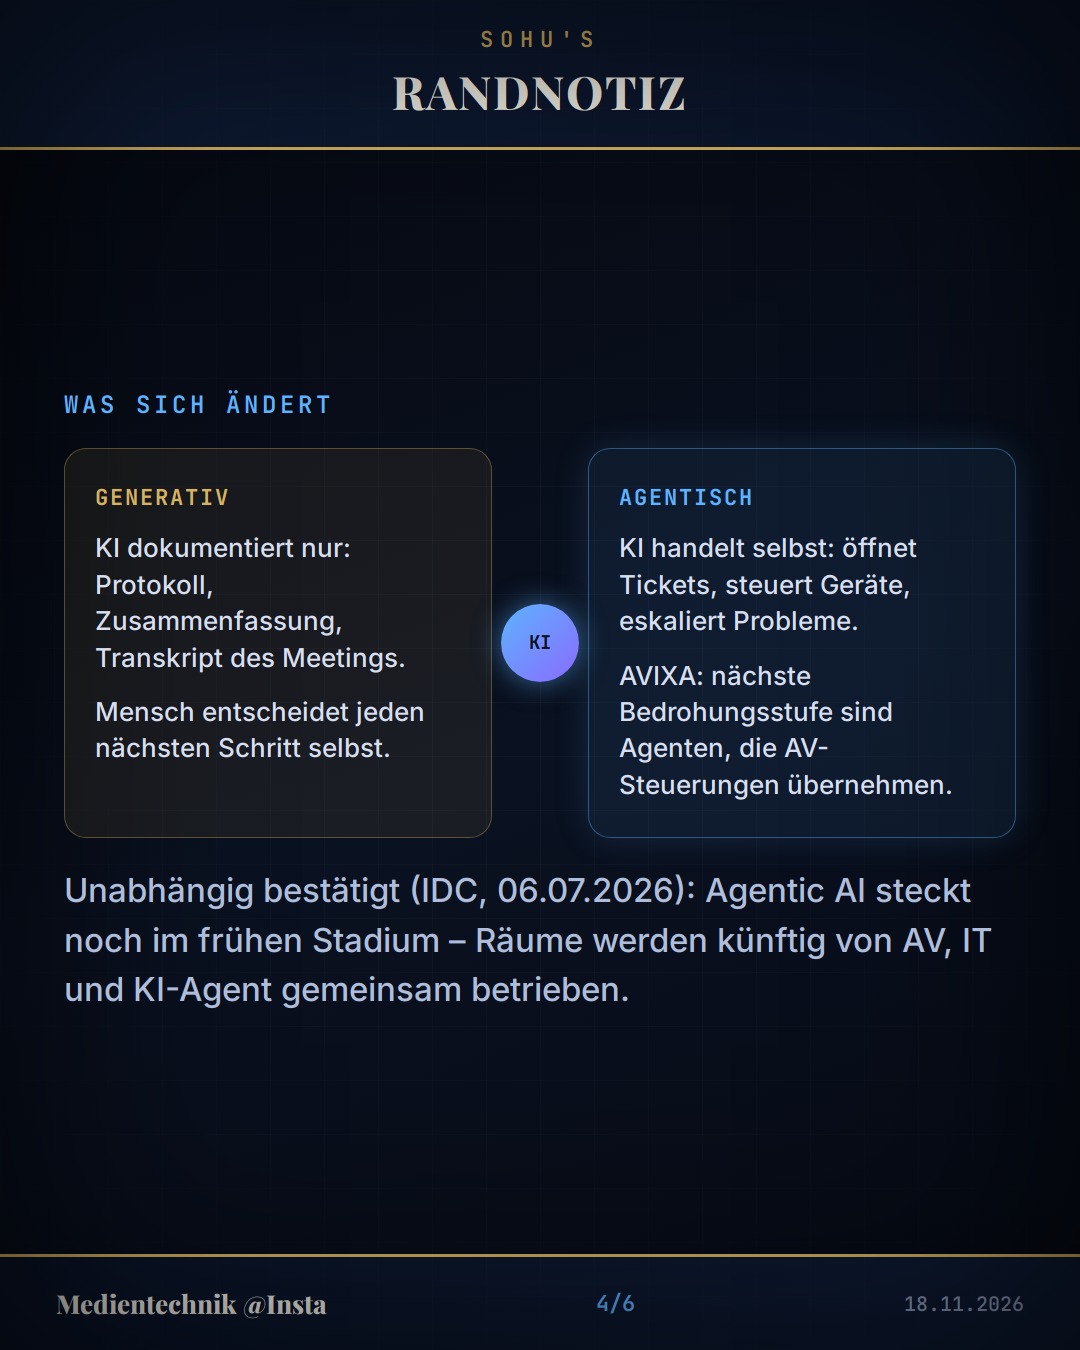 SOHU'S
RANDNOTIZ
WAS SICH ÄNDERT
GENERATIV
KI dokumentiert nur:
Protokoll,
Zusammenfassung,
Transkript des Meetings.
Mensch entscheidet jeden
nächsten Schritt selbst.
KI
AGENTISCH
KI handelt selbst: öffnet
Tickets, steuert Geräte,
eskaliert Probleme.
AVIXA: nächste
Bedrohungsstufe sind
Agenten, die AV-
Steuerungen übernehmen.
Unabhängig bestätigt (IDC, 06.07.2026): Agentic AI steckt
noch im frühen Stadium – Räume werden künftig von AV, IT
und KI-Agent gemeinsam betrieben.
Medientechnik @Insta
4/6
18.11.2026